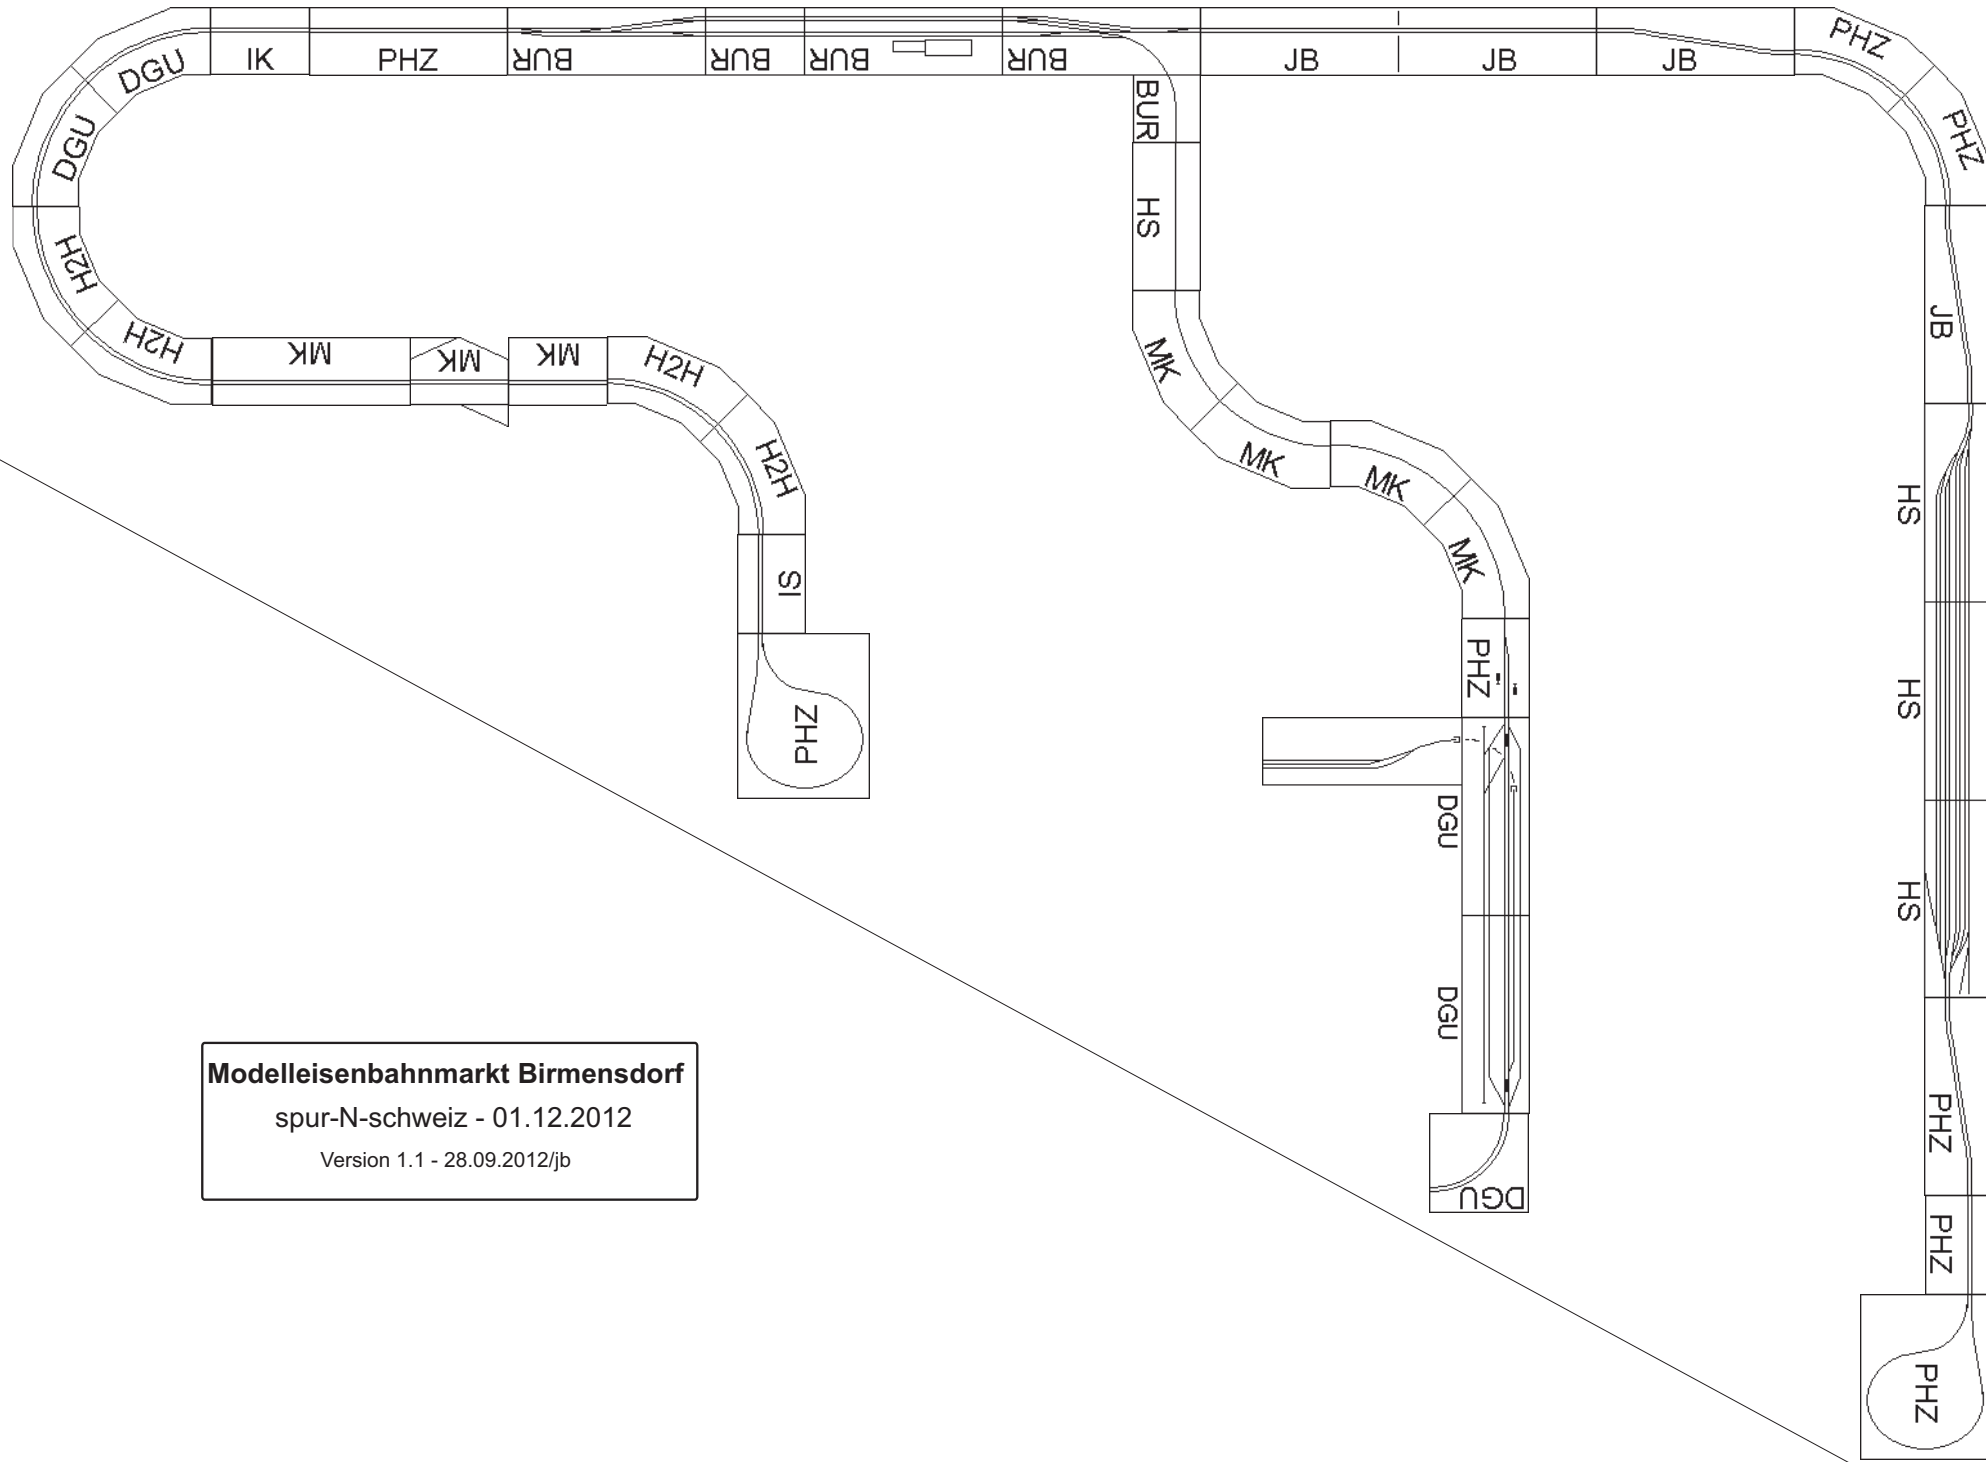 DGU
IK
PHZ
BUR
BUR
BUR
BUR
JB
JB
JB
PHZ
PHZ
DGU
BUR
HS
H2H
H2H
MK
MK
MK
H2H
H2H
IS
PHZ
MK
MK
MK
MK
PHZ
DGU
DGU
DGU
JB
HS
HS
HS
PHZ
PHZ
PHZ
Modelleisenbahnmarkt Birmensdorf
spur-N-schweiz - 01.12.2012
Version 1.1 - 28.09.2012/jb